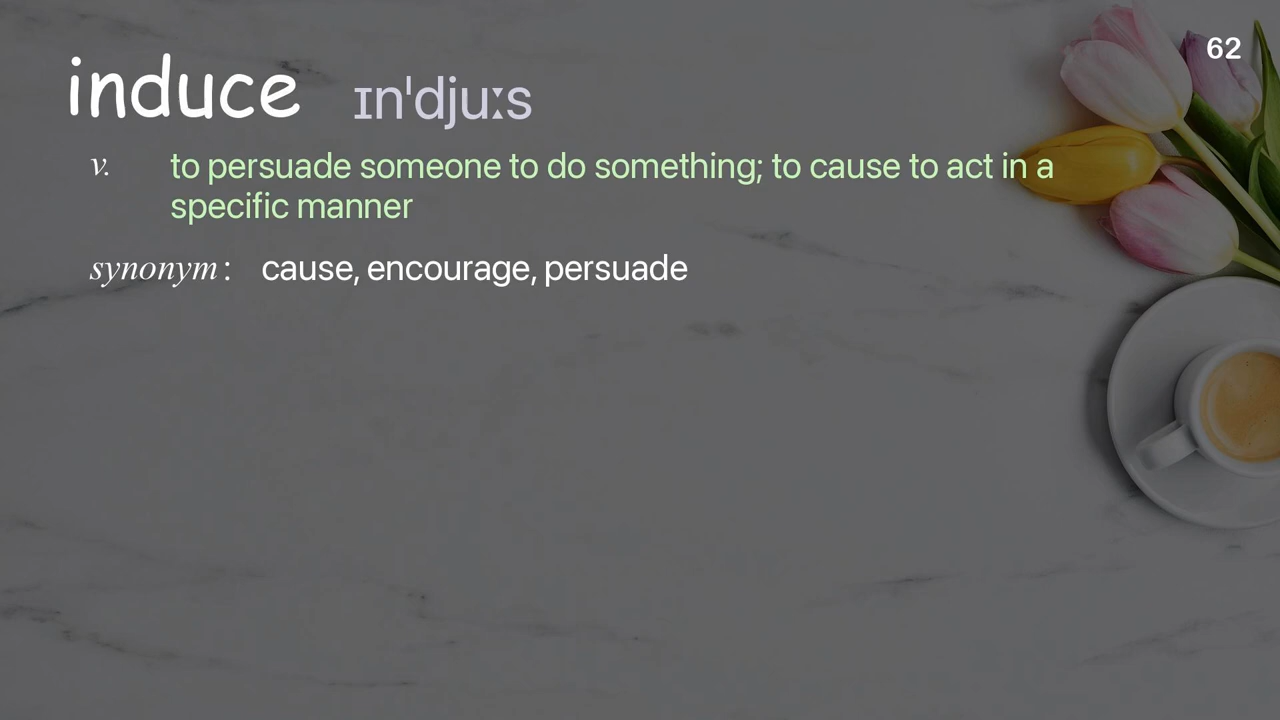 62
induce ɪnˈdjuːs
v. to persuade someone to do something; to cause to act in a
specific manner
synonym : cause, encourage, persuade